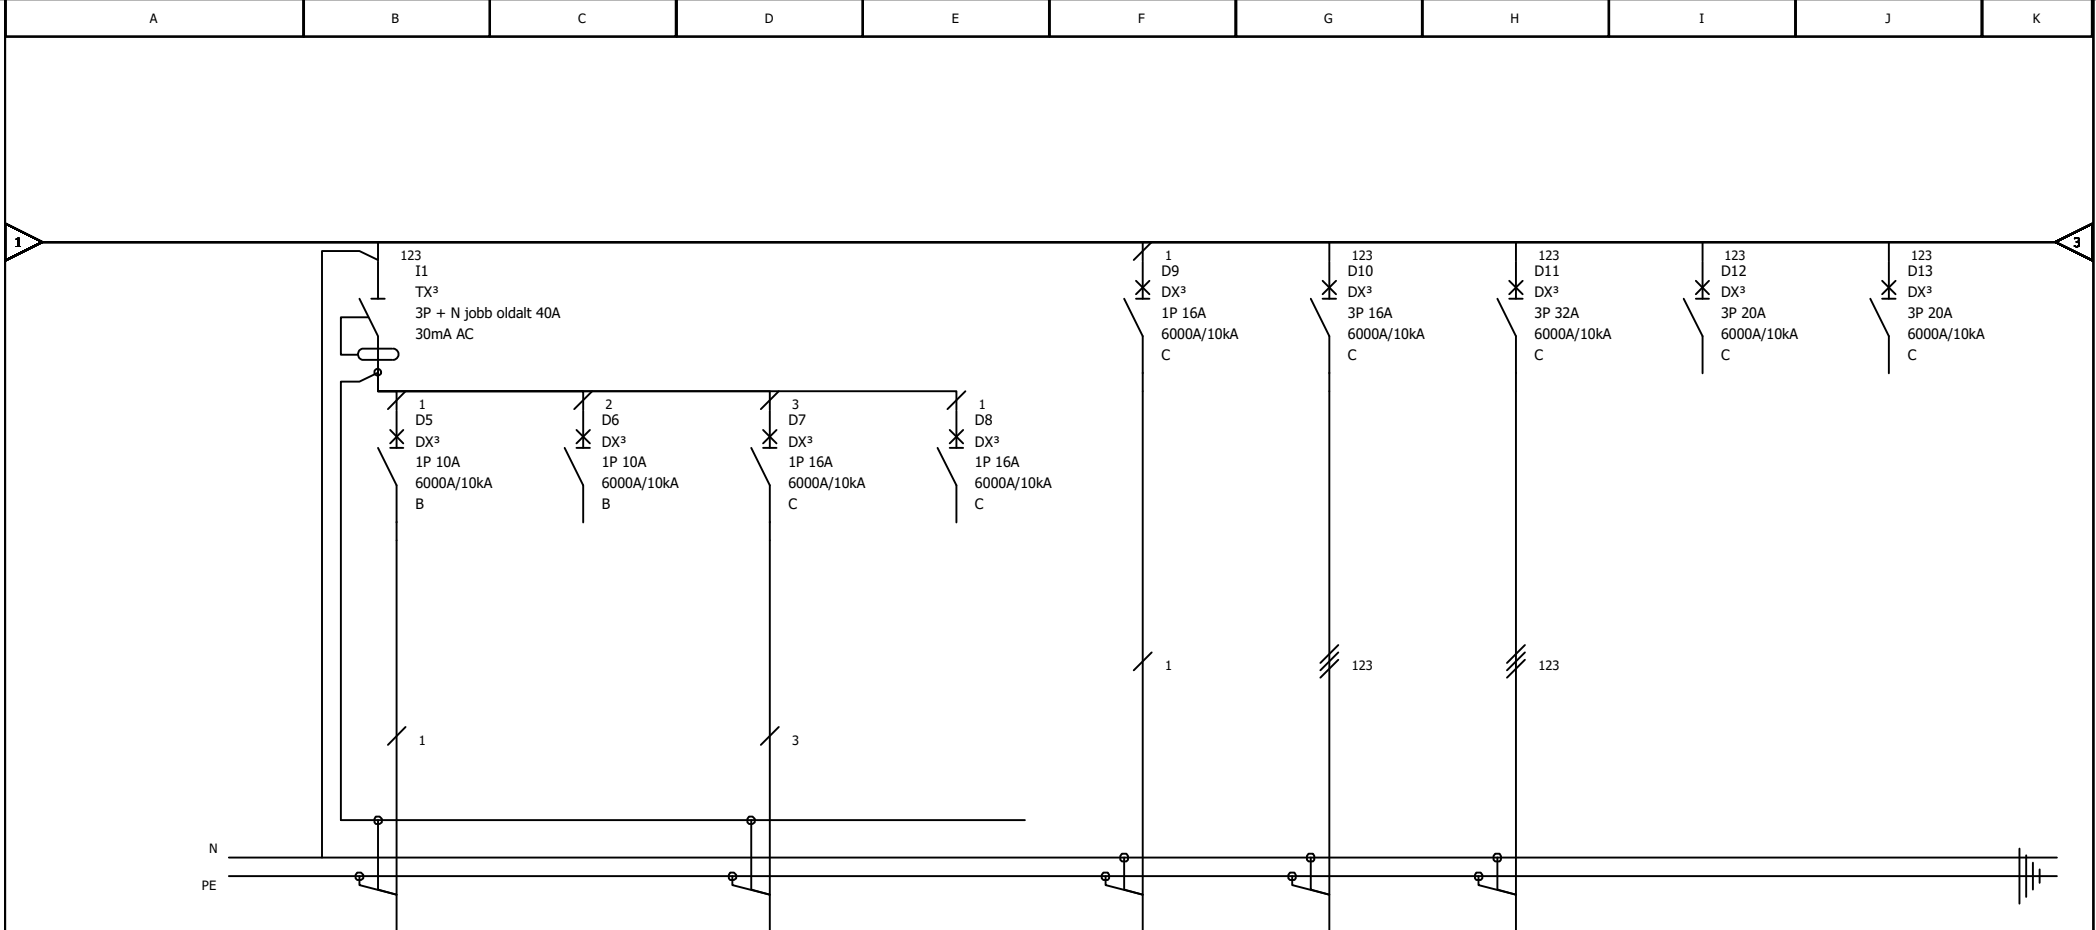 A B C D E F G H I J K
1
3
123
I1
TX³
3P + N jobb oldalt 40A
30mA AC
1
D9
DX³
1P 16A
6000A/10kA
C
123
D10
DX³
3P 16A
6000A/10kA
C
123
D11
DX³
3P 32A
6000A/10kA
C
123
D12
DX³
3P 20A
6000A/10kA
C
123
D13
DX³
3P 20A
6000A/10kA
C
1
D5
DX³
1P 10A
6000A/10kA
B
2
D6
DX³
1P 10A
6000A/10kA
B
3
D7
DX³
1P 16A
6000A/10kA
C
1
D8
DX³
1P 16A
6000A/10kA
C
1
123
123
1
3
N
PE